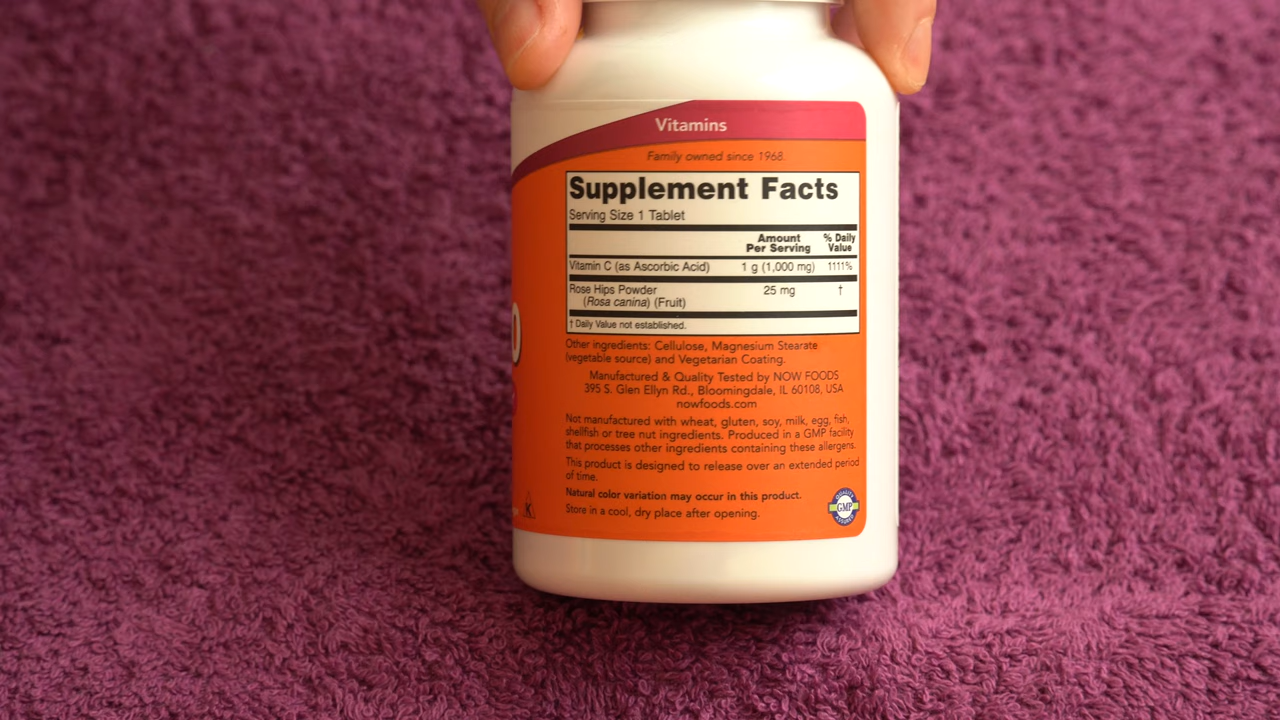 Vitamins
Family owned since 1968.
Supplement Facts
Serving Size 1 Tablet
Amount Per Serving % Daily Value
Vitamin C (as Ascorbic Acid) 1 g (1,000 mg) 1111%
Rose Hips Powder 25 mg †
(Rosa canina) (Fruit)
† Daily Value not established.
Other ingredients: Cellulose, Magnesium Stearate
(vegetable source) and Vegetarian Coating.
Manufactured & Quality Tested by NOW FOODS
395 S. Glen Ellyn Rd., Bloomingdale, IL 60108, USA
nowfoods.com
Not manufactured with wheat, gluten, soy, milk, egg, fish,
shellfish or tree nut ingredients. Produced in a GMP facility
that processes other ingredients containing these allergens.
This product is designed to release over an extended period
of time.
Natural color variation may occur in this product.
Store in a cool, dry place after opening.
K
QUALITY
GMP
ASSURED